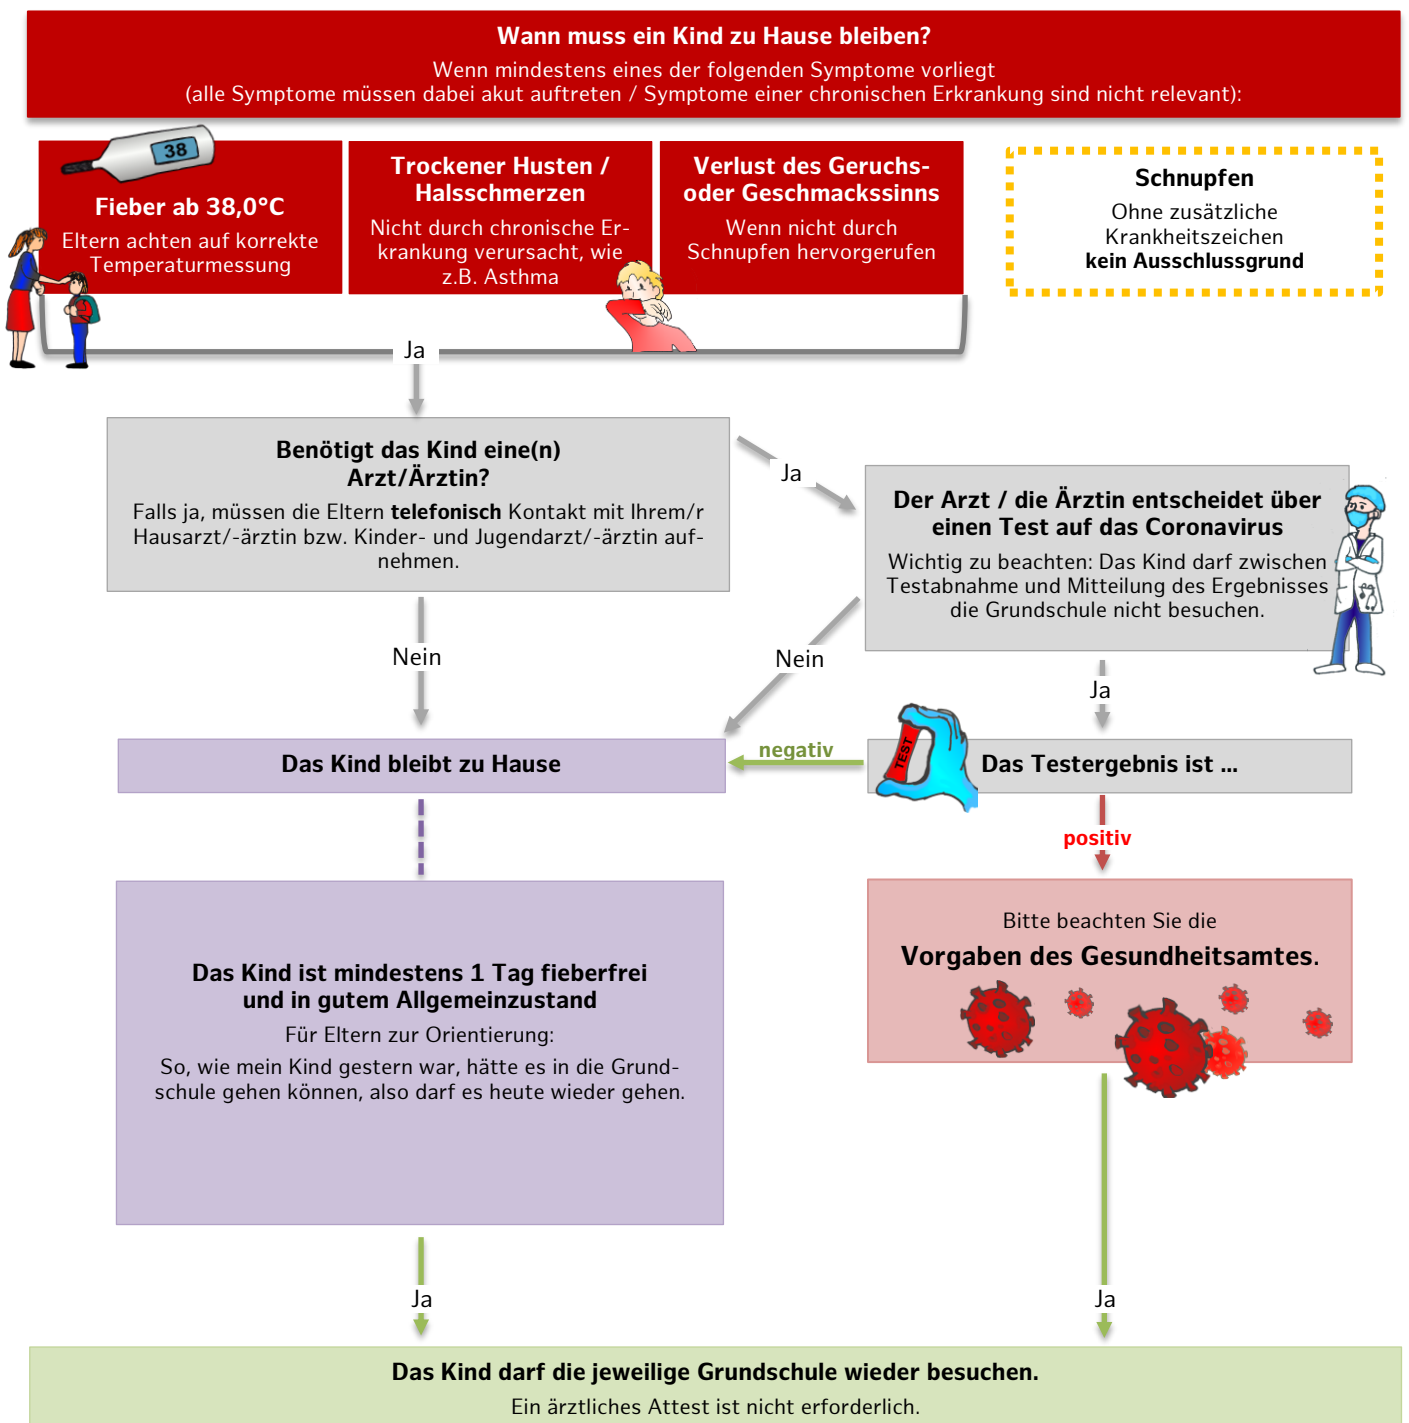 Wann muss ein Kind zu Hause bleiben?
Wenn mindestens eines der folgenden Symptome vorliegt
(alle Symptome müssen dabei akut auftreten / Symptome einer chronischen Erkrankung sind nicht relevant):
38
Fieber ab 38,0°C
Eltern achten auf korrekte
Temperaturmessung
Trockener Husten /
Halsschmerzen
Nicht durch chronische Er-
krankung verursacht, wie
z.B. Asthma
Verlust des Geruchs-
oder Geschmackssinns
Wenn nicht durch
Schnupfen hervorgerufen
Schnupfen
Ohne zusätzliche
Krankheitszeichen
kein Ausschlussgrund
Ja
Benötigt das Kind eine(n)
Arzt/Ärztin?
Falls ja, müssen die Eltern telefonisch Kontakt mit Ihrem/r
Hausarzt/-ärztin bzw. Kinder- und Jugendarzt/-ärztin auf-
nehmen.
Ja
Der Arzt / die Ärztin entscheidet über
einen Test auf das Coronavirus
Wichtig zu beachten: Das Kind darf zwischen
Testabnahme und Mitteilung des Ergebnisses
die Grundschule nicht besuchen.
Nein
Nein
Ja
Das Kind bleibt zu Hause
negativ
TEST
Das Testergebnis ist ...
positiv
Das Kind ist mindestens 1 Tag fieberfrei
und in gutem Allgemeinzustand
Für Eltern zur Orientierung:
So, wie mein Kind gestern war, hätte es in die Grund-
schule gehen können, also darf es heute wieder gehen.
Bitte beachten Sie die
Vorgaben des Gesundheitsamtes.
Ja
Ja
Das Kind darf die jeweilige Grundschule wieder besuchen.
Ein ärztliches Attest ist nicht erforderlich.